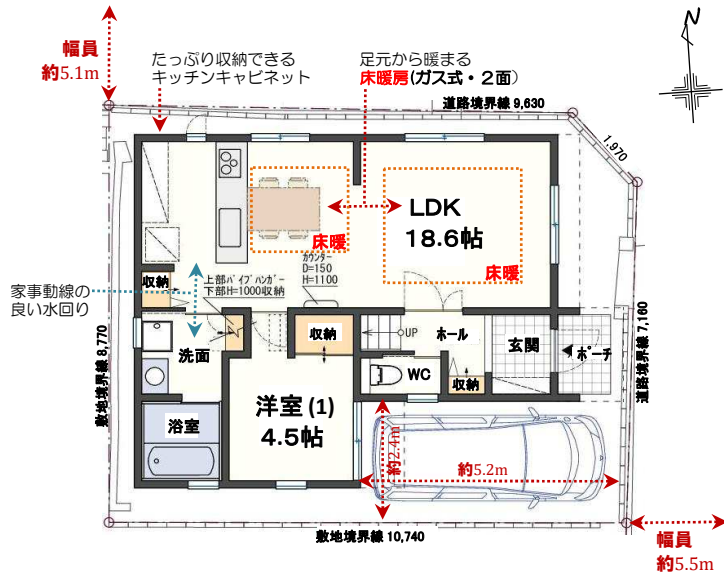 幅員
約5.1m
たっぷり収納できる
キッチンキャビネット
足元から暖まる
床暖房(ガス式・2面)
N
道路境界線 9,630
1.970
LDK
18.6帖
床暖
床暖
カウンター
D=150
H=1100
収納
上部パイプハンガー
下部H=1000収納
家事動線の
良い水回り
洗面
収納
UP
ホール
玄関
ポーチ
WC
収納
洋室(1)
4.5帖
浴室
約2.4m
約5.2m
敷地境界線 8,770
道路境界線 7,160
敷地境界線 10,740
幅員
約5.5m